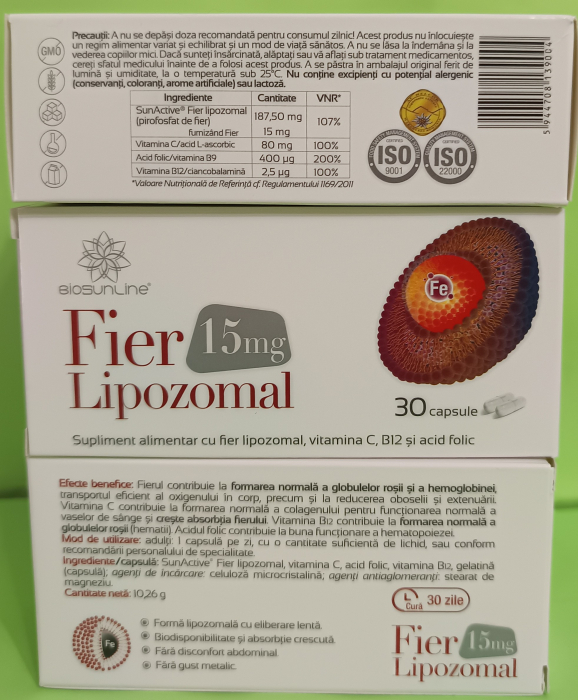 Precauții: A nu se depăși doza recomandată pentru consumul zilnic! Acest produs nu înlocuiește
un regim alimentar variat și echilibrat și un mod de viață sănătos. A nu se lăsa la îndemâna și la
vederea copiilor mici. Dacă sunteți însărcinată, alăptați sau vă aflați sub tratament medicamentos,
cereți sfatul medicului înainte de a folosi acest produs. A se păstra în ambalajul original ferit de
lumină și umiditate, la o temperatură sub 25°C. Nu conține excipienți cu potențial alergenic
(conservanți, coloranți, arome artificiale) sau lactoză.
GMO
Ingrediente Cantitate VNR*
SunActive® Fier lipozomal
(pirofosfat de fier) 187,50 mg 107%
furnizând Fier 15 mg
Vitamina C/acid L-ascorbic 80 mg 100%
Acid folic/vitamina B9 400 µg 200%
Vitamina B12/ciancobalamină 2,5 µg 100%
*Valoare Nutrițională de Referință cf. Regulamentului 1169/2011
CERTIFIED
ISO
9001
CERTIFIED
ISO
22000
5 944708 139004
BIOSUNLINE®
Fe
Fier 15mg
Lipozomal
30 capsule
Supliment alimentar cu fier lipozomal, vitamina C, B12 și acid folic
Efecte benefice: Fierul contribuie la formarea normală a globulelor roșii și a hemoglobinei,
transportul eficient al oxigenului în corp, precum și la reducerea oboselii și extenuării.
Vitamina C contribuie la formarea normală a colagenului pentru funcționarea normală a
vaselor de sânge și crește absorbția fierului. Vitamina B12 contribuie la formarea normală a
globulelor roșii (hematii). Acidul folic contribuie la buna funcționare a hematopoiezei.
Mod de utilizare: adulți: 1 capsulă pe zi, cu o cantitate suficientă de lichid, sau conform
recomandării personalului de specialitate.
Ingrediente/capsulă: SunActive® Fier lipozomal, vitamina C, acid folic, vitamina B12, gelatină
(capsulă), agenți de încărcare: celuloză microcristalină; agenți antiaglomeranți: stearat de
magneziu.
Cantitate netă: 10,26 g
Cură 30 zile
Fe
Formă lipozomală cu eliberare lentă.
Biodisponibilitate și absorbție crescută.
Fără disconfort abdominal.
Fără gust metalic.
Fier 15mg
Lipozomal